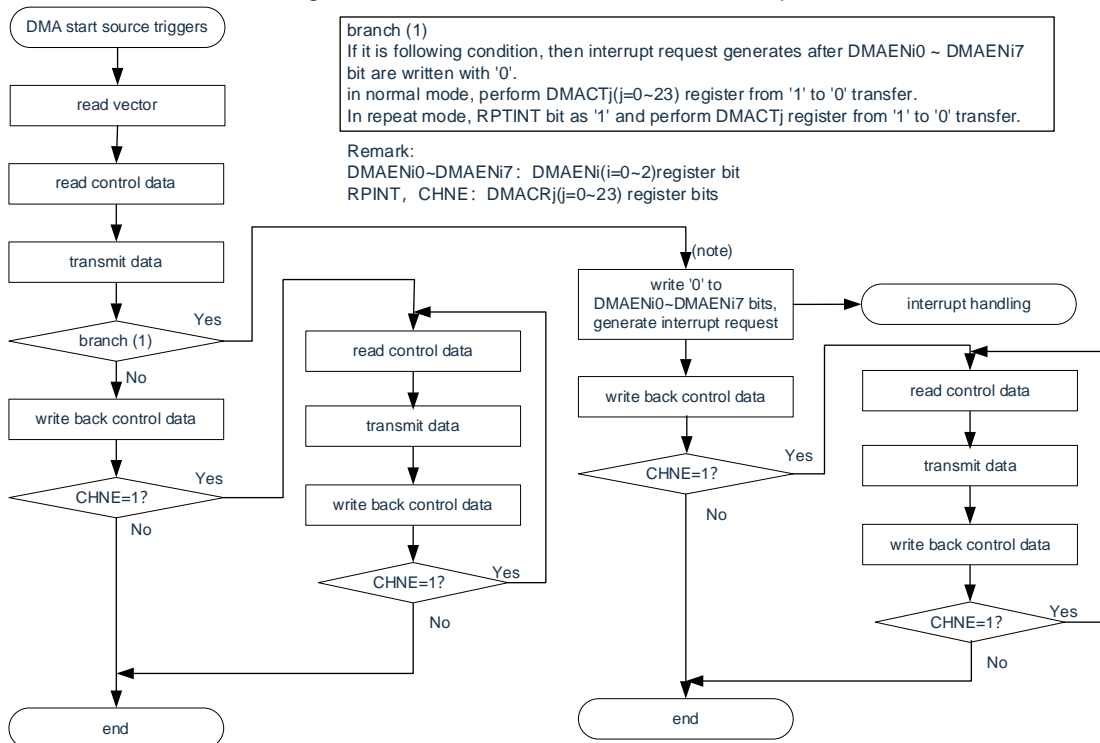 DMA start source triggers
branch (1)
If it is following condition, then interrupt request generates after DMAENi0 ~ DMAENi7
bit are written with '0'.
in normal mode, perform DMACTj(j=0~23) register from '1' to '0' transfer.
In repeat mode, RPTINT bit as '1' and perform DMACTj register from '1' to '0' transfer.
Remark:
DMAENi0~DMAENi7：DMAENi(i=0~2)register bit
RPINT，CHNE：DMACRj(j=0~23) register bits
read vector
read control data
transmit data
branch (1)
Yes
No
write back control data
CHNE=1?
Yes
No
end
read control data
transmit data
write back control data
CHNE=1?
Yes
No
(note)
write '0' to
DMAENi0~DMAENi7 bits,
generate interrupt request
interrupt handling
write back control data
CHNE=1?
Yes
No
end
read control data
transmit data
write back control data
CHNE=1?
Yes
No